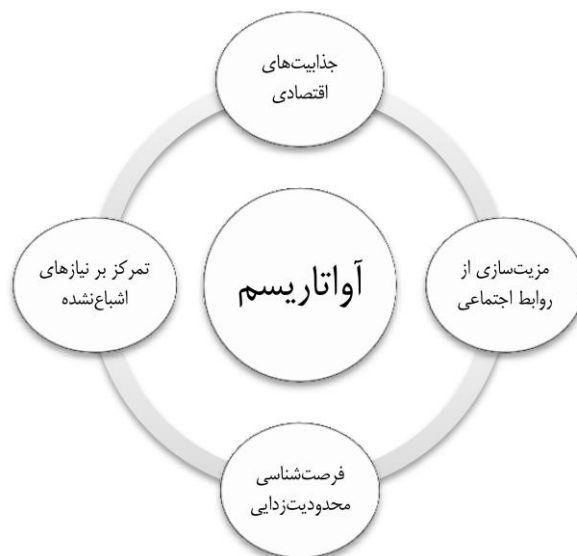 جذابیت‌های
اقتصادی
مزیت‌سازی از
روابط اجتماعی
آواتاریسم
تمرکز بر نیازهای
اشباع‌نشده
فرصت‌شناسی
محدودیت‌زدایی